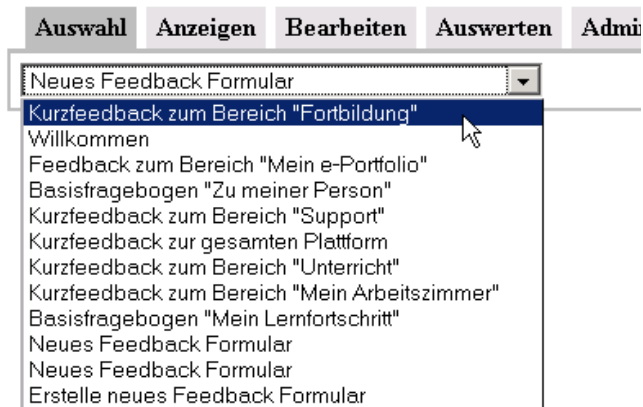 Auswahl Anzeigen Bearbeiten Auswerten
Neues Feedback Formular
Kurzfeedback zum Bereich "Fortbildung"
Willkommen
Feedback zum Bereich "Mein e-Portfolio"
Basisfragebogen "Zu meiner Person"
Kurzfeedback zum Bereich "Support"
Kurzfeedback zur gesamten Plattform
Kurzfeedback zum Bereich "Unterricht"
Kurzfeedback zum Bereich "Mein Arbeitszimmer"
Basisfragebogen "Mein Lernfortschritt"
Neues Feedback Formular
Neues Feedback Formular
Erstelle neues Feedback Formular